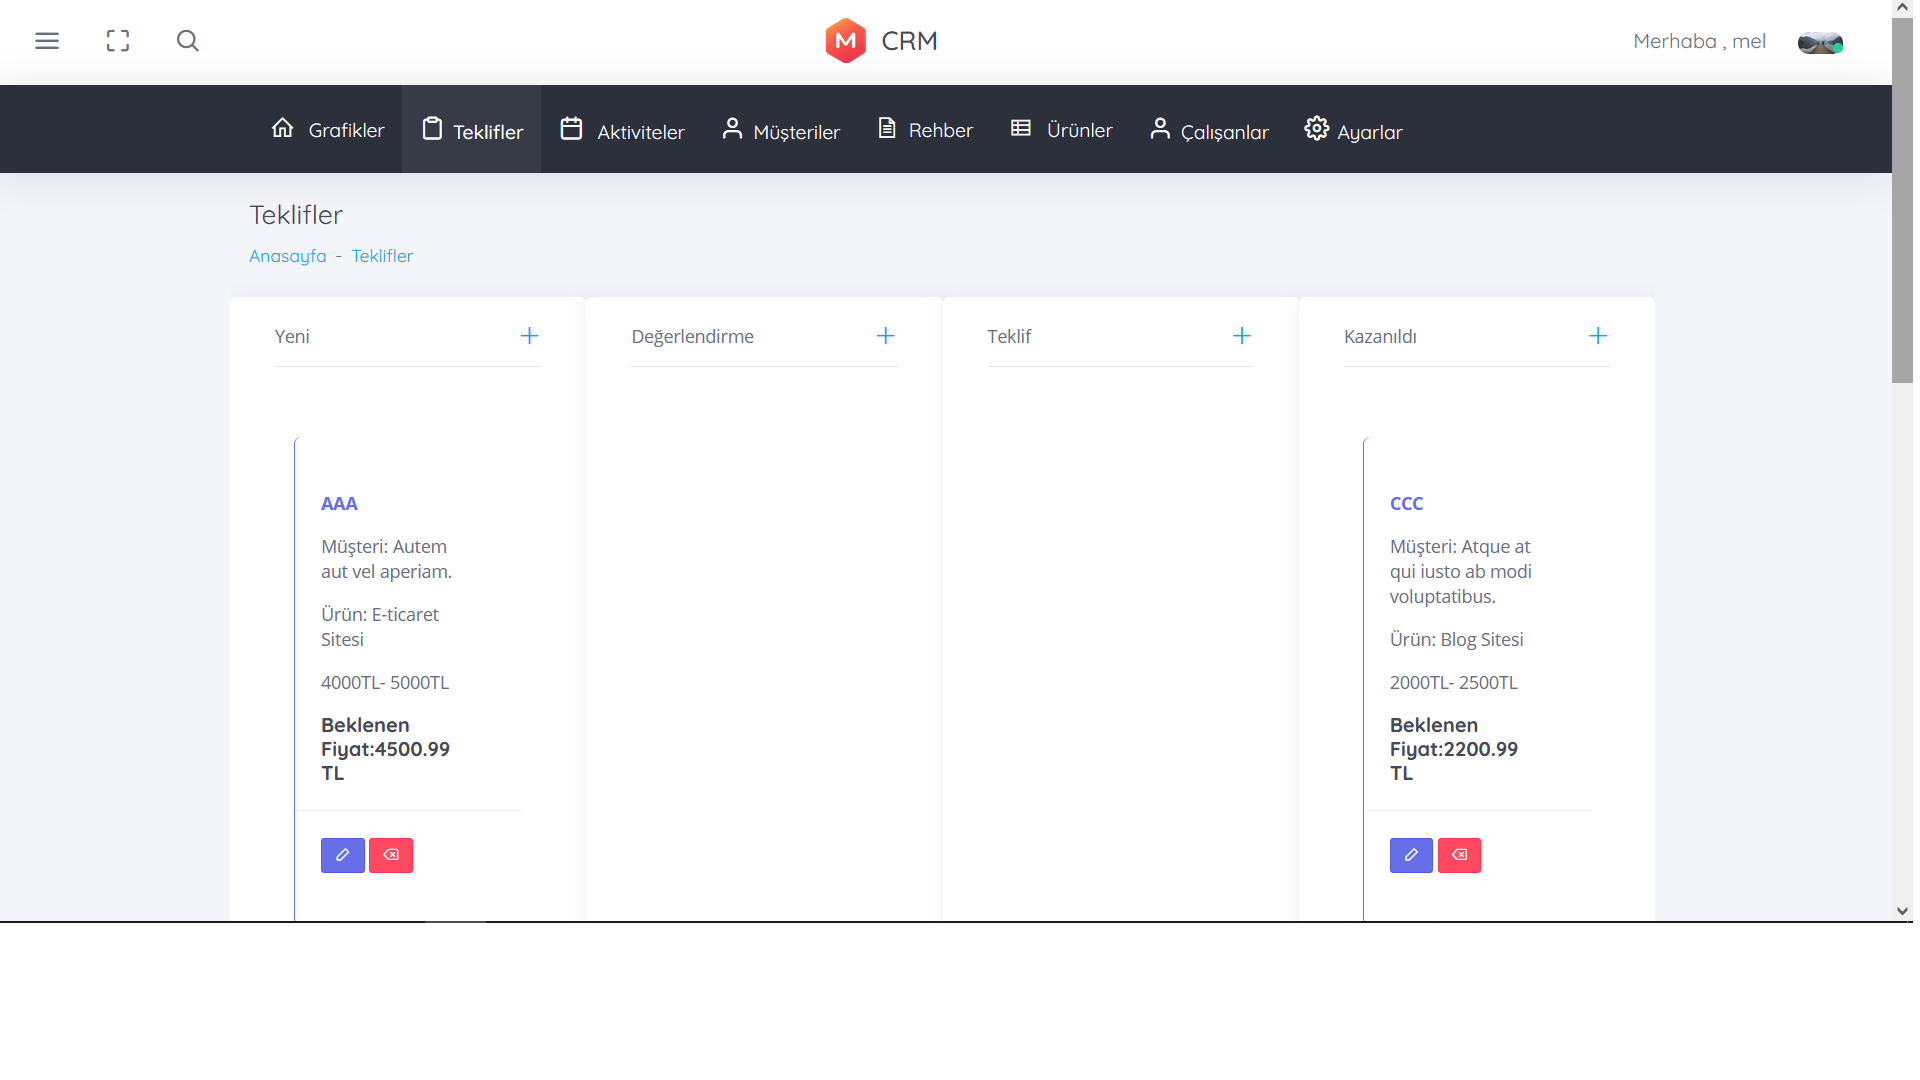 M CRM
Merhaba , mel
Grafikler
Teklifler
Aktiviteler
Müşteriler
Rehber
Ürünler
Çalışanlar
Ayarlar
Teklifler
Anasayfa - Teklifler
Yeni
AAA
Müşteri: Autem
aut vel aperiam.
Ürün: E-ticaret
Sitesi
4000TL- 5000TL
Beklenen
Fiyat:4500.99
TL
Değerlendirme
Teklif
Kazanıldı
CCC
Müşteri: Atque at
qui iusto ab modi
voluptatibus.
Ürün: Blog Sitesi
2000TL- 2500TL
Beklenen
Fiyat:2200.99
TL